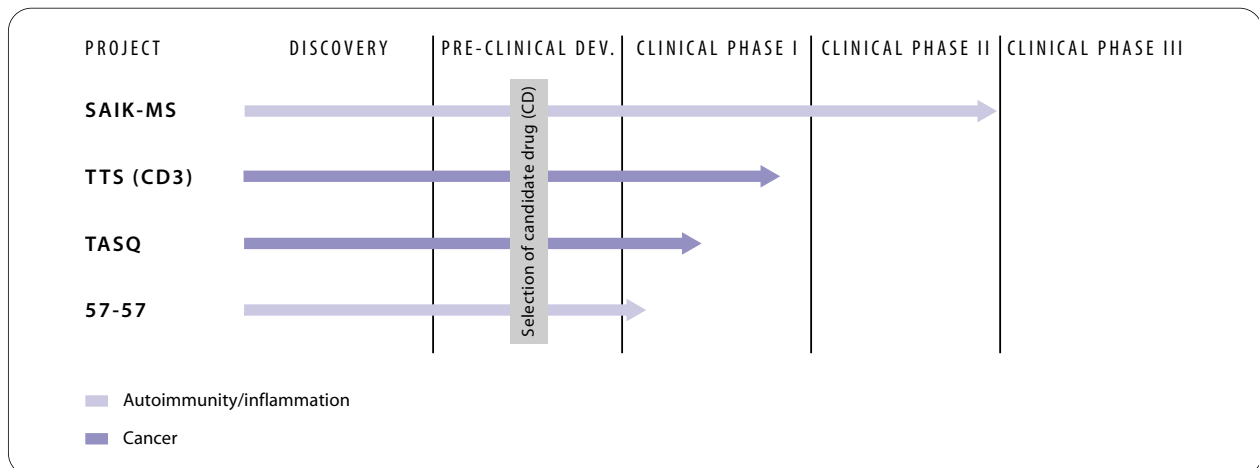 PROJECT DISCOVERY PRE-CLINICAL DEV. CLINICAL PHASE I CLINICAL PHASE II CLINICAL PHASE III
SAIK-MS
TTS (CD3)
TASQ
57-57
Selection of candidate drug (CD)
Autoimmunity/inflammation
Cancer